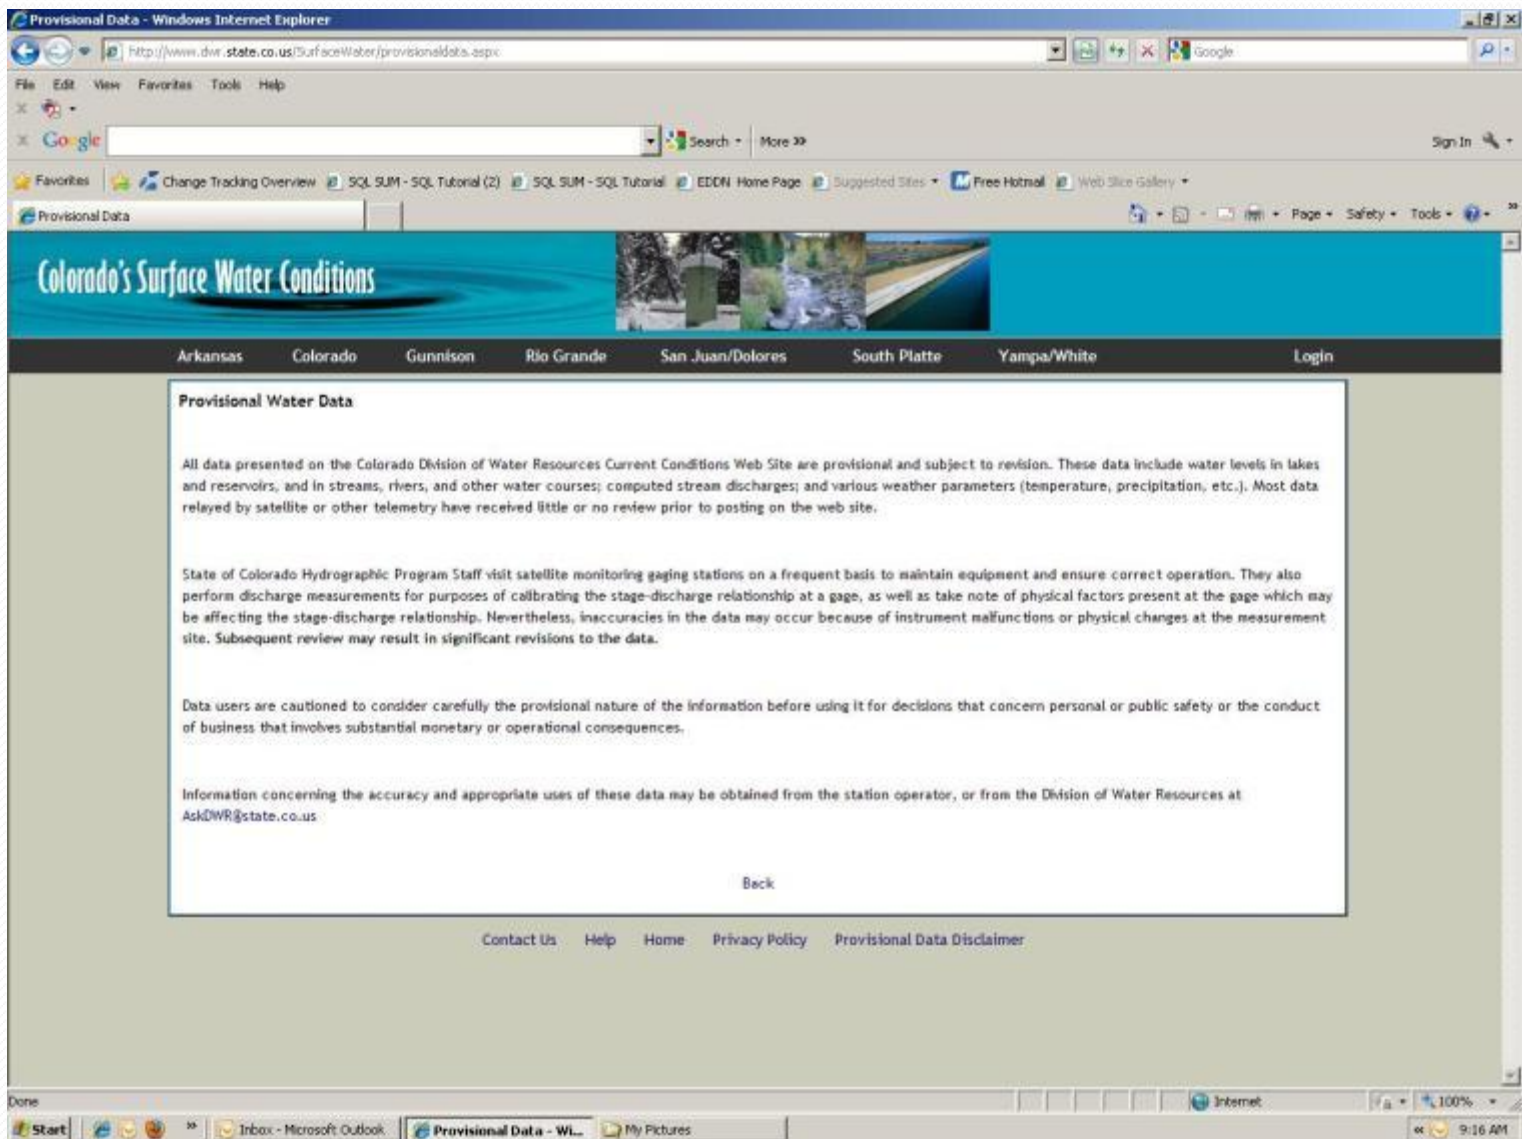 Provisional Data - Windows Internet Explorer
http://www.dwr.state.co.us/SurfaceWater/provisionaldata.aspx
Google
File Edit View Favorites Tools Help
Google Search More »
Sign In
Favorites Change Tracking Overview SQL SUM - SQL Tutorial (2) SQL SUM - SQL Tutorial EDDN Home Page Suggested Sites Free Hotmail Web Slice Gallery
Provisional Data
Page Safety Tools
Colorado's Surface Water Conditions
Arkansas Colorado Gunnison Rio Grande San Juan/Dolores South Platte Yampa/White Login
Provisional Water Data
All data presented on the Colorado Division of Water Resources Current Conditions Web Site are provisional and subject to revision. These data include water levels in lakes
and reservoirs, and in streams, rivers, and other water courses; computed stream discharges; and various weather parameters (temperature, precipitation, etc.). Most data
relayed by satellite or other telemetry have received little or no review prior to posting on the web site.
State of Colorado Hydrographic Program Staff visit satellite monitoring gaging stations on a frequent basis to maintain equipment and ensure correct operation. They also
perform discharge measurements for purposes of calibrating the stage-discharge relationship at a gage, as well as take note of physical factors present at the gage which may
be affecting the stage-discharge relationship. Nevertheless, inaccuracies in the data may occur because of instrument malfunctions or physical changes at the measurement
site. Subsequent review may result in significant revisions to the data.
Data users are cautioned to consider carefully the provisional nature of the information before using it for decisions that concern personal or public safety or the conduct
of business that involves substantial monetary or operational consequences.
Information concerning the accuracy and appropriate uses of these data may be obtained from the station operator, or from the Division of Water Resources at
AskDWR@state.co.us
Back
Contact Us Help Home Privacy Policy Provisional Data Disclaimer
Done Internet 100%
Start Inbox - Microsoft Outlook Provisional Data - Wi... My Pictures 9:16 AM